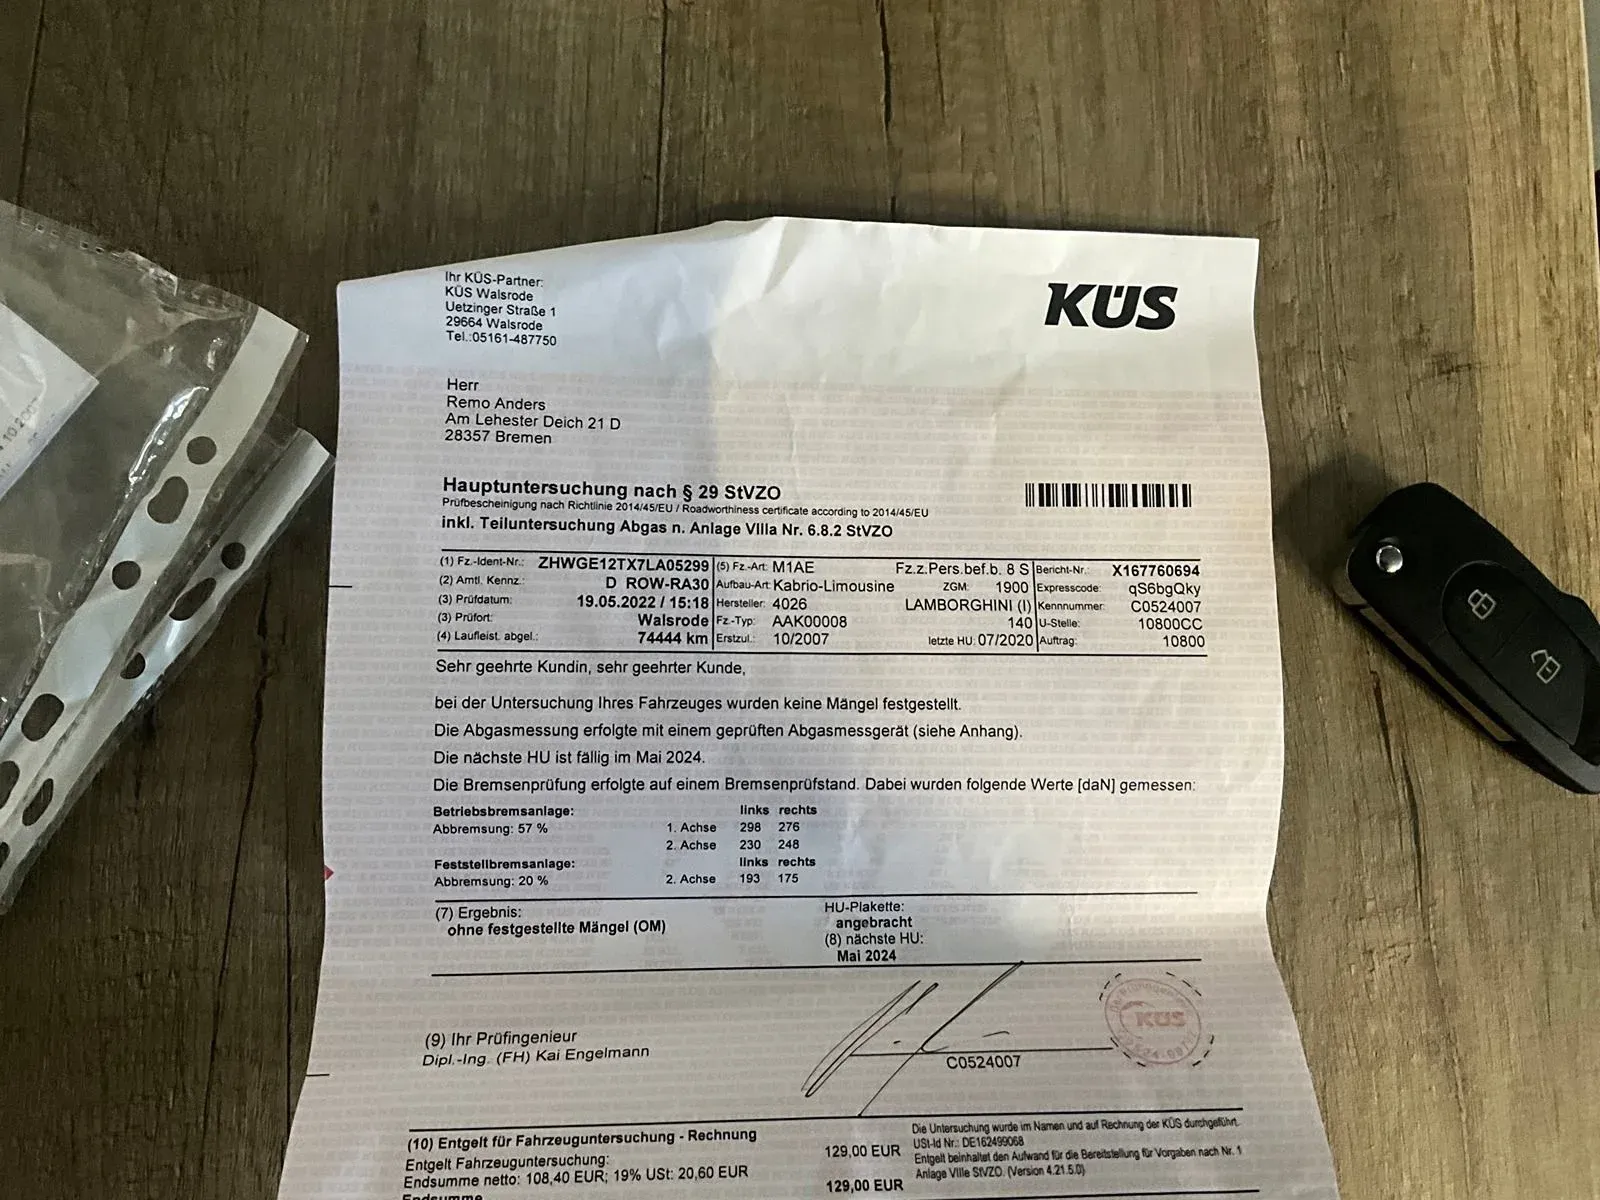 Ihr KÜS-Partner:
KÜS Walsrode
Uetzinger Straße 1
29664 Walsrode
Tel.:05161-487750
KÜS
Herr
Remo Anders
Am Lehester Deich 21 D
28357 Bremen
Hauptuntersuchung nach § 29 StVZO
Prüfbescheinigung nach Richtlinie 2014/45/EU / Roadworthiness certificate according to 2014/45/EU
inkl. Teiluntersuchung Abgas n. Anlage VIIIa Nr. 6.8.2 StVZO
(1) Fz.-Ident-Nr.: ZHWGE12TX7LA05299 (5) Fz.-Art: M1AE Fz.z.Pers.bef.b. 8 S Bericht-Nr.: X167760694
(2) Amtl. Kennz.: D ROW-RA30 Aufbau-Art: Kabrio-Limousine ZGM: 1900 Expresscode: qS6bgQky
(3) Prüfdatum: 19.05.2022 / 15:18 Hersteller: 4026 LAMBORGHINI (I) Kennnummer: C0524007
(3) Prüfort: Walsrode Fz.-Typ: AAK00008 140 U-Stelle: 10800CC
(4) Laufleist. abgel.: 74444 km Erstzul.: 10/2007 letzte HU: 07/2020 Auftrag: 10800
Sehr geehrte Kundin, sehr geehrter Kunde,
bei der Untersuchung Ihres Fahrzeuges wurden keine Mängel festgestellt.
Die Abgasmessung erfolgte mit einem geprüften Abgasmessgerät (siehe Anhang).
Die nächste HU ist fällig im Mai 2024.
Die Bremsenprüfung erfolgte auf einem Bremsenprüfstand. Dabei wurden folgende Werte [daN] gemessen:
Betriebsbremsanlage: links rechts
Abbremsung: 57 % 1. Achse 298 276
2. Achse 230 248
Feststellbremsanlage: links rechts
Abbremsung: 20 % 2. Achse 193 175
(7) Ergebnis: HU-Plakette:
ohne festgestellte Mängel (OM) angebracht
(8) nächste HU:
Mai 2024
(9) Ihr Prüfingenieur
Dipl.-Ing. (FH) Kai Engelmann
C0524007
KÜS
(10) Entgelt für Fahrzeuguntersuchung - Rechnung
Entgelt Fahrzeuguntersuchung: 129,00 EUR
Endsumme netto: 108,40 EUR; 19% USt: 20,60 EUR
Endsumme 129,00 EUR
Die Untersuchung wurde im Namen und auf Rechnung der KÜS durchgeführt.
USt-Id Nr.: DE162499068
Entgelt beinhaltet den Aufwand für die Bereitstellung für Vorgaben nach Nr. 1
Anlage VIIIe StVZO. (Version 4.21.5.0)